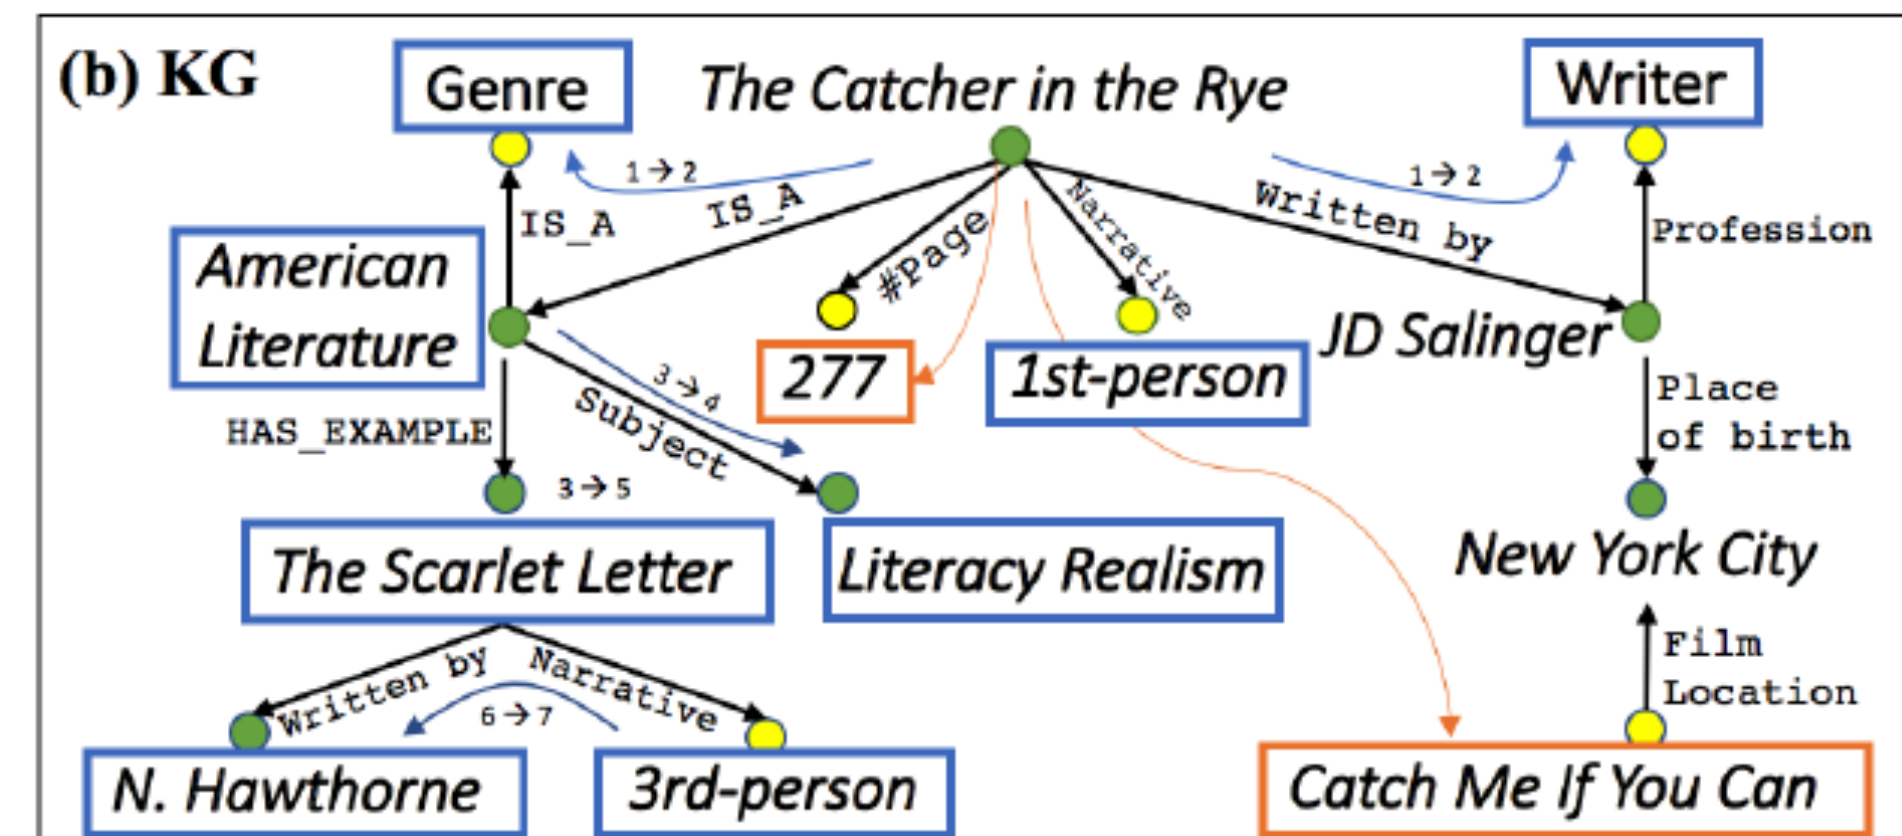 (b) KG
Genre
The Catcher in the Rye
Writer
1→2
1→2
IS_A
IS_A
#Page
Narrative
Written by
Profession
American
Literature
277
1st-person
JD Salinger
3→4
Subject
Place
of birth
HAS_EXAMPLE
3→5
The Scarlet Letter
Literacy Realism
New York City
Written by
Narrative
6→7
Film
Location
N. Hawthorne
3rd-person
Catch Me If You Can